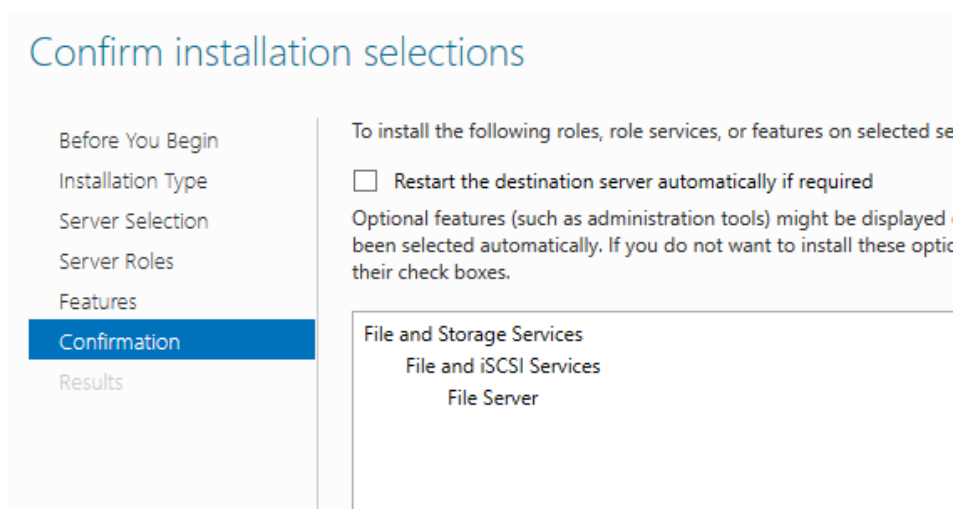 Confirm installation selections
Before You Begin
Installation Type
Server Selection
Server Roles
Features
Confirmation
Results
To install the following roles, role services, or features on selected se
Restart the destination server automatically if required
Optional features (such as administration tools) might be displayed
been selected automatically. If you do not want to install these optio
their check boxes.
File and Storage Services
File and iSCSI Services
File Server